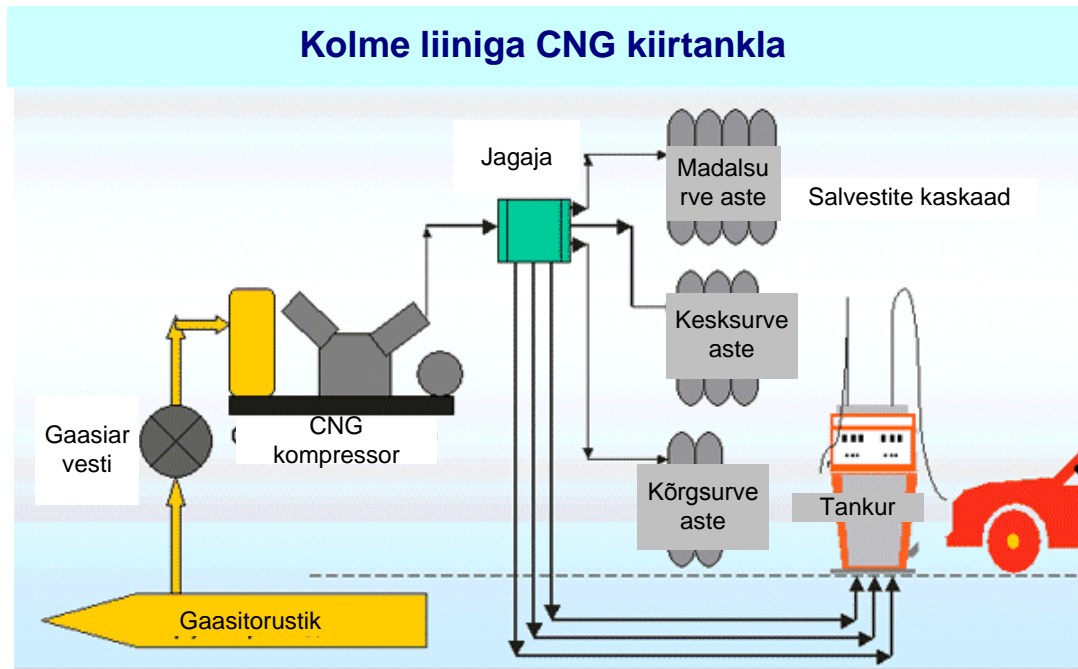 Kolme liiniga CNG kiirtankla
Jagaja
Madalsu
rve aste
Salvestite kaskaad
Kesksurve
aste
Gaasiar
vesti
CNG
kompressor
Kõrgsurve
aste
Tankur
Gaasitorustik